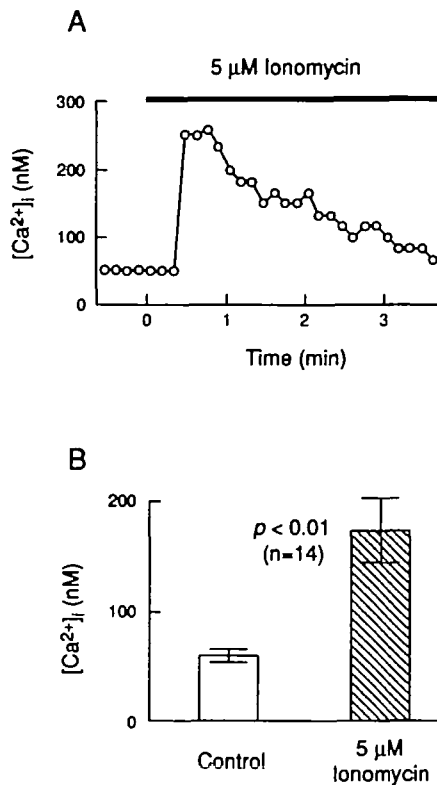 A
5 μM Ionomycin
300
200
100
0
[Ca²⁺]ᵢ (nM)
0 1 2 3
Time (min)
B
200
100
0
[Ca²⁺]ᵢ (nM)
p < 0.01
(n=14)
Control
5 μM
Ionomycin